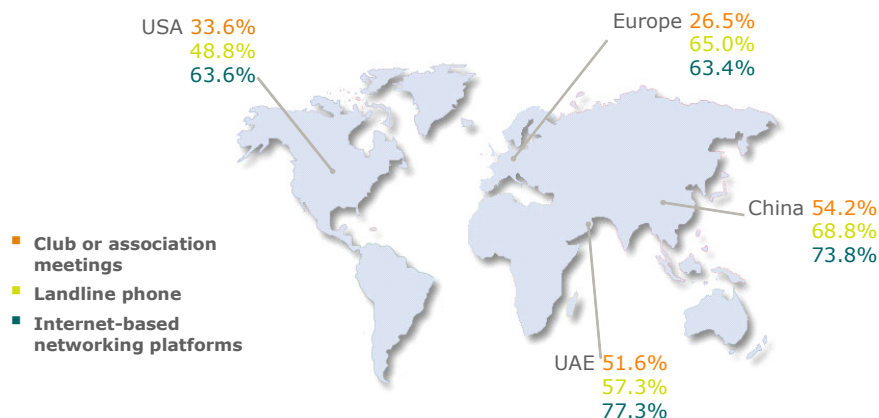 USA 33.6%
48.8%
63.6%
Europe 26.5%
65.0%
63.4%
China 54.2%
68.8%
73.8%
Club or association
meetings
Landline phone
Internet-based
networking platforms
UAE 51.6%
57.3%
77.3%